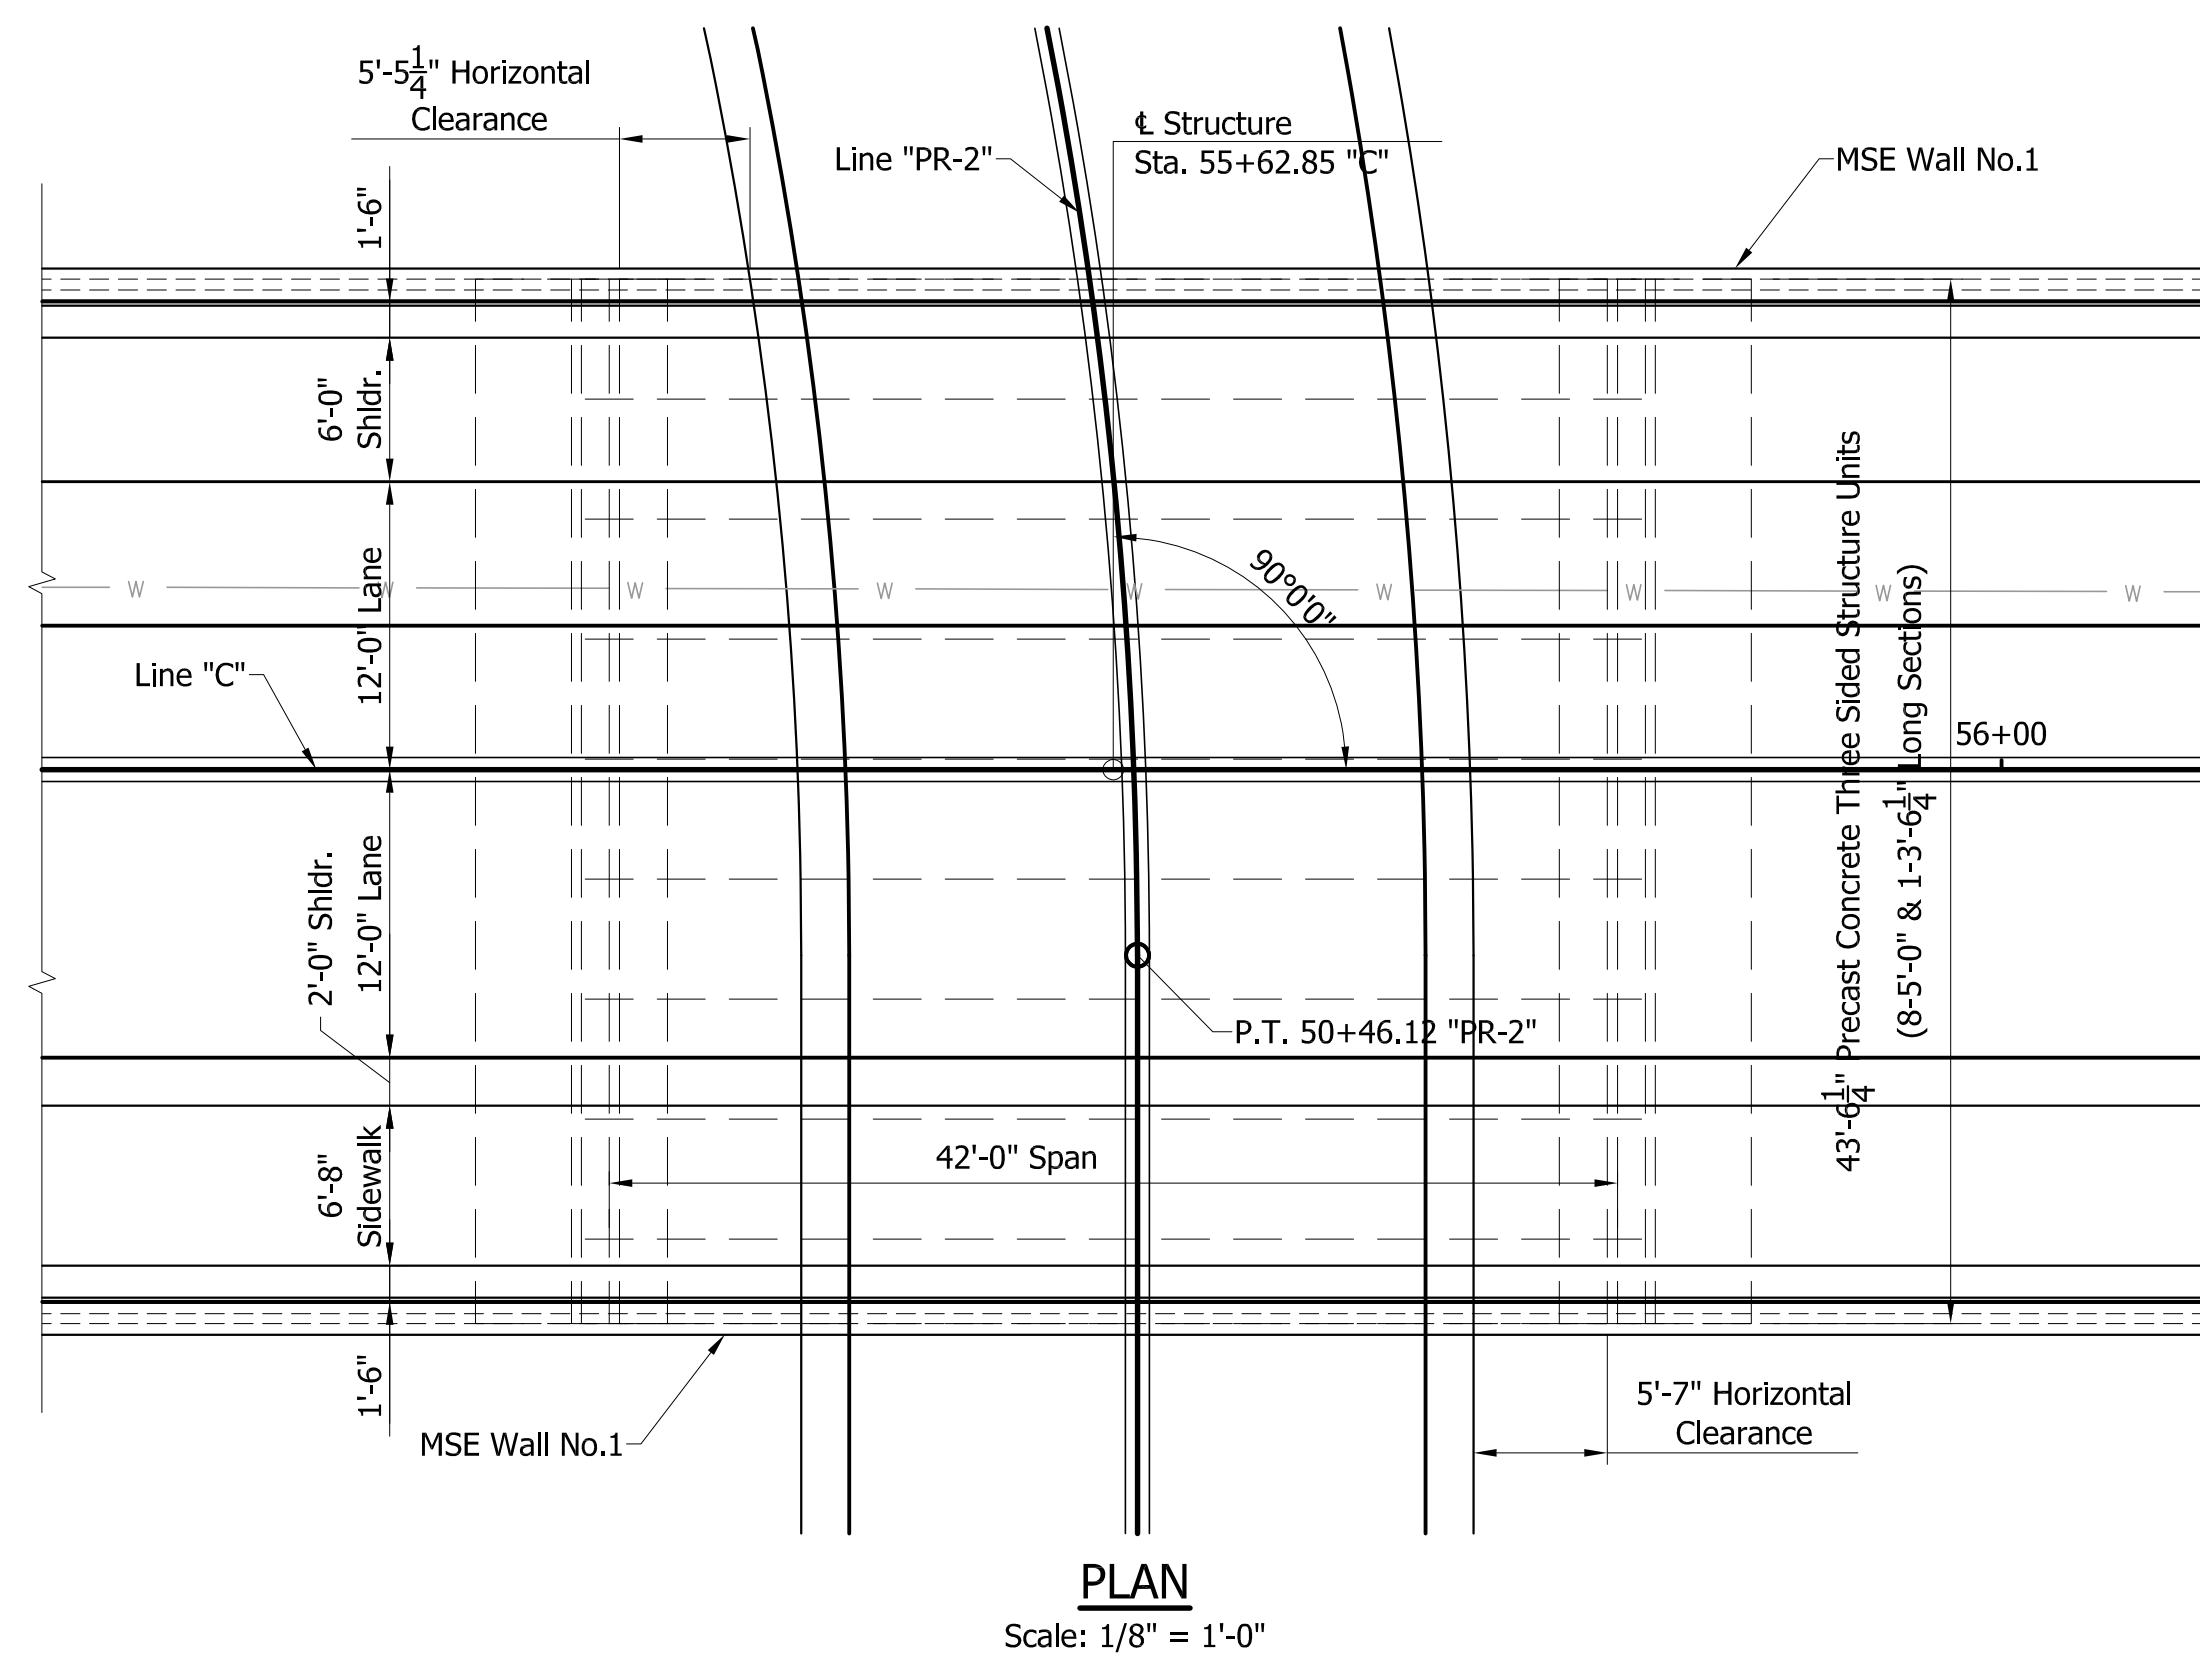 5'-5 1/4" Horizontal
Clearance
℄ Structure
Sta. 55+62.85 "C"
Line "PR-2"
MSE Wall No.1
1'-6"
6'-0"
Shldr.
12'-0" Lane
90°0'0"
W W W W W W W W W
Line "C"
56+00
2'-0" Shldr.
12'-0" Lane
43'-6 1/4" Precast Concrete Three Sided Structure Units
(8-5'-0" & 1-3'-6 1/4" Long Sections)
P.T. 50+46.12 "PR-2"
6'-8"
Sidewalk
42'-0" Span
1'-6"
MSE Wall No.1
5'-7" Horizontal
Clearance
PLAN
Scale: 1/8" = 1'-0"